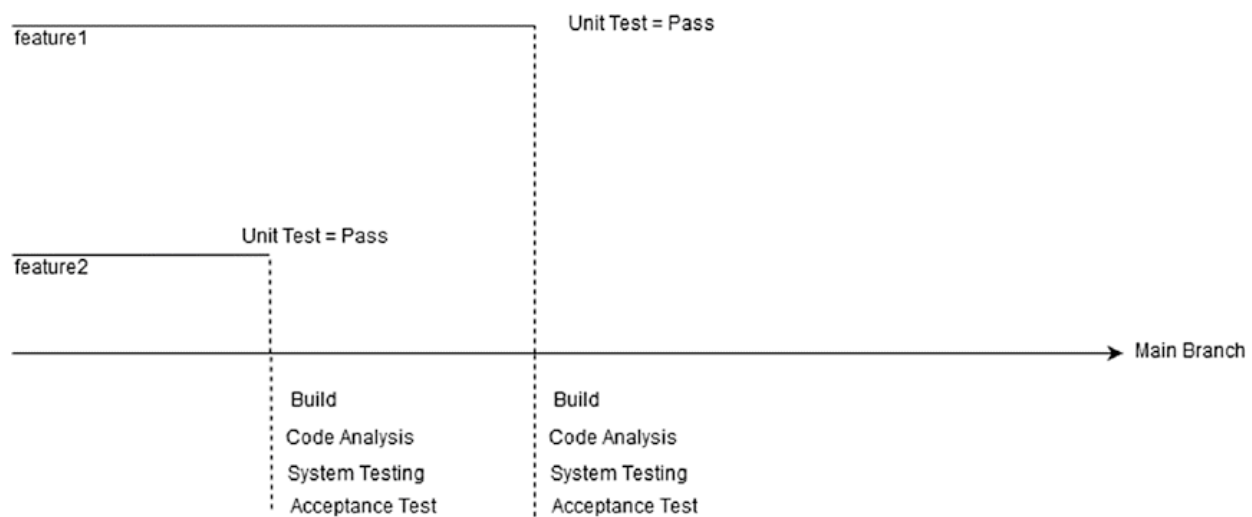 Unit Test = Pass
feature1
Unit Test = Pass
feature2
Main Branch
Build
Build
Code Analysis
Code Analysis
System Testing
System Testing
Acceptance Test
Acceptance Test